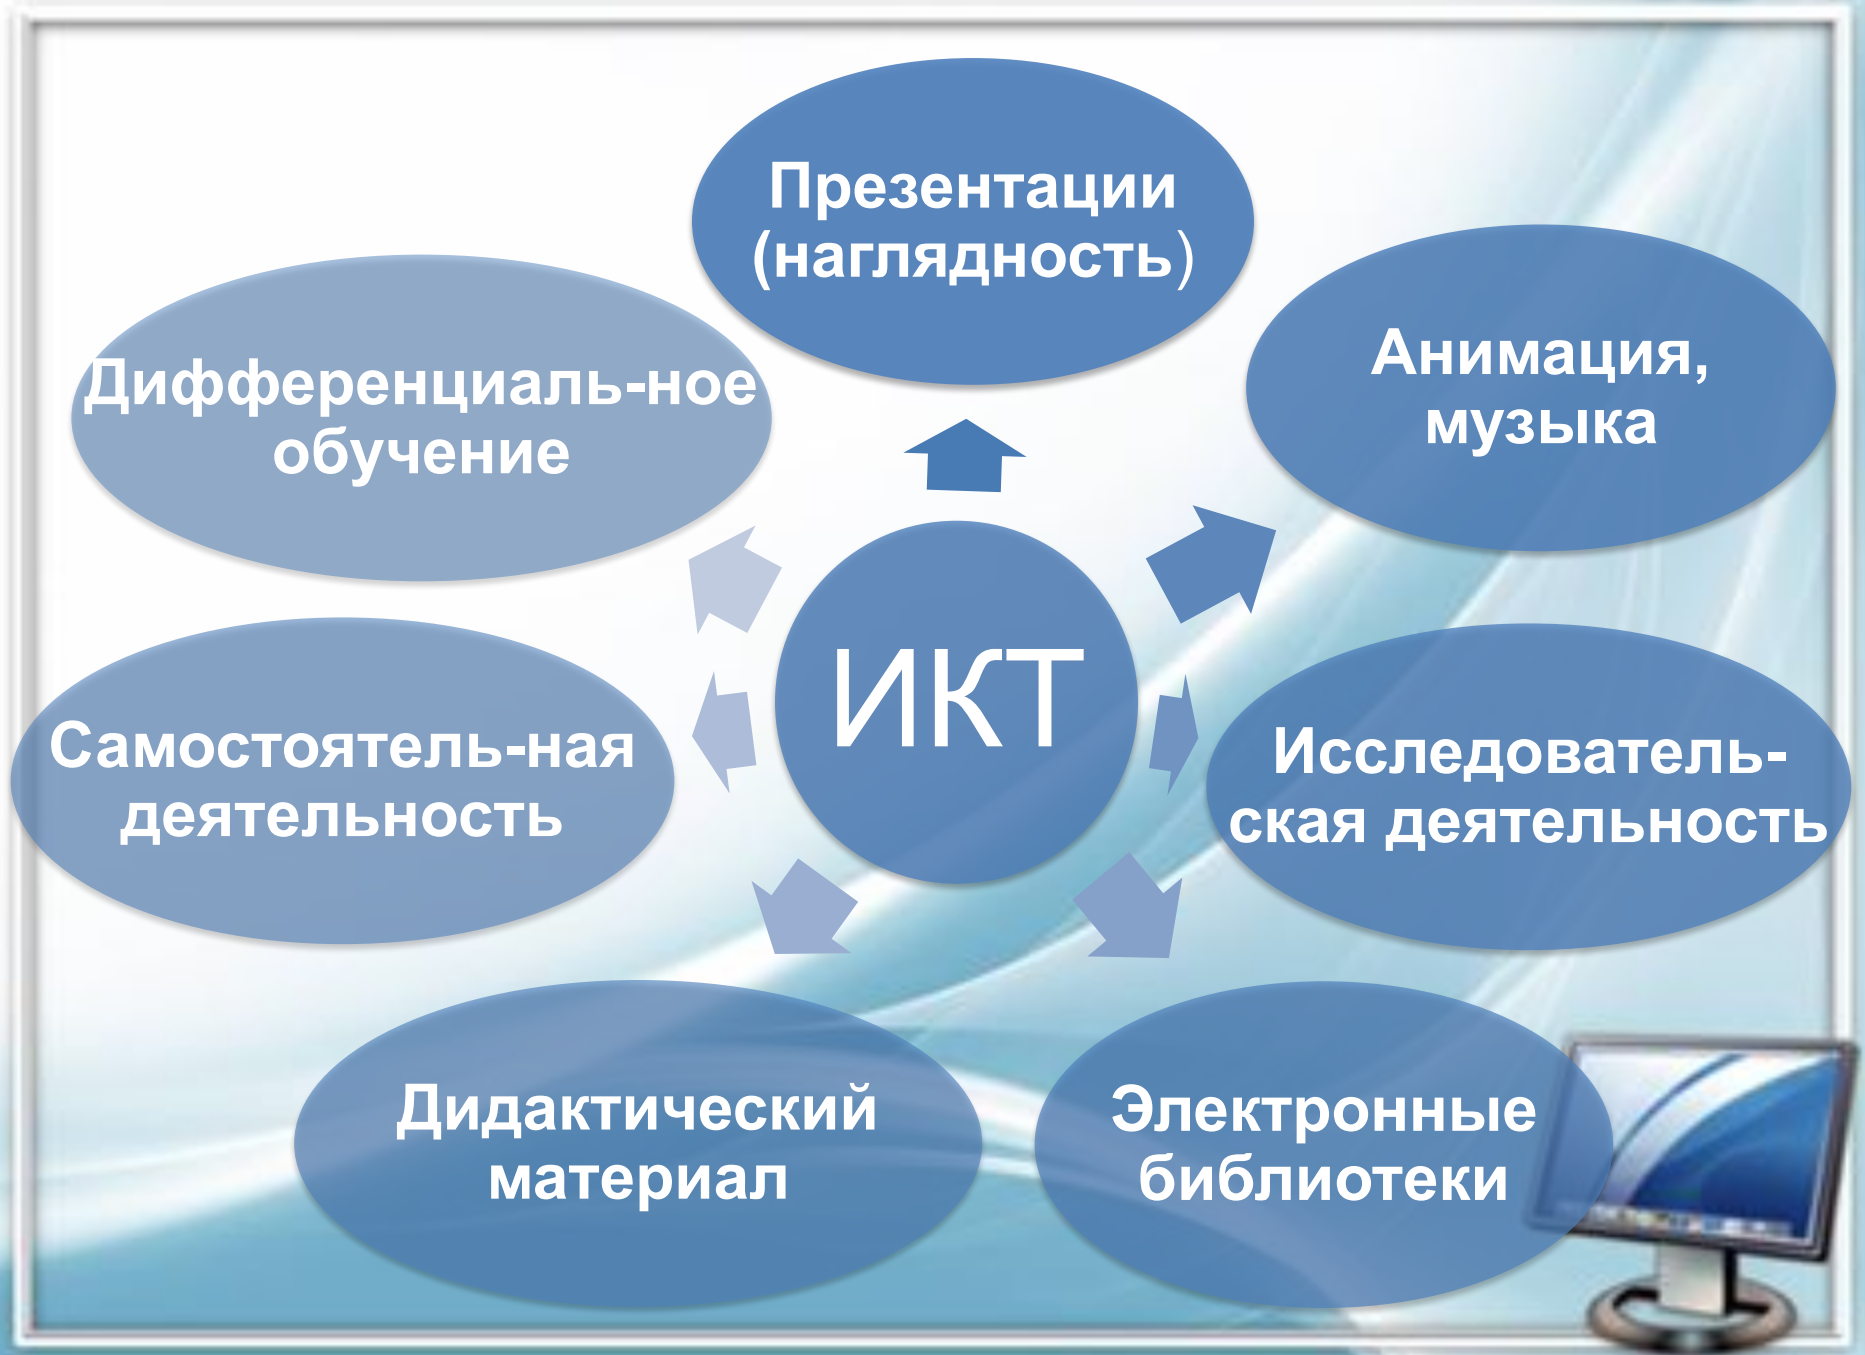 Презентации
(наглядность)
Анимация,
музыка
Дифференциаль-ное
обучение
ИКТ
Самостоятель-ная
деятельность
Исследователь-
ская деятельность
Дидактический
материал
Электронные
библиотеки